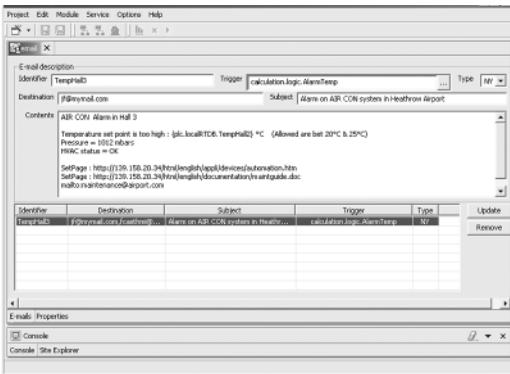 Project Edit Module Service Options Help
email
E-mail description
Identifier TempHall3 Trigger calculation.logic.AlarmTemp ... Type NY
Destination jf@mymail.com Subject Alarm on AIR CON system in Heathrow Airport
Contents AIR CON Alarm in Hall 3
Temperature set point is too high : {plc.localRTDB.TempHall2} °C (Allowed are bet 20°C & 25°C)
Pressure = 1012 mbars
HVAC status = OK
SetPage : http://139.158.20.34/html/english/appli/devices/automation.htm
SetPage : http://139.158.20.34/html/english/documentation/maintguide.doc
mailto:maintenance@airport.com
Identifier Destination Subject Trigger Type Update
TempHall3 jf@mymail.com, Alarm on AIR CON system in Heathr... calculation.logic.AlarmTemp NY
Remove
E-mails Properties
Console
Console Site Explorer